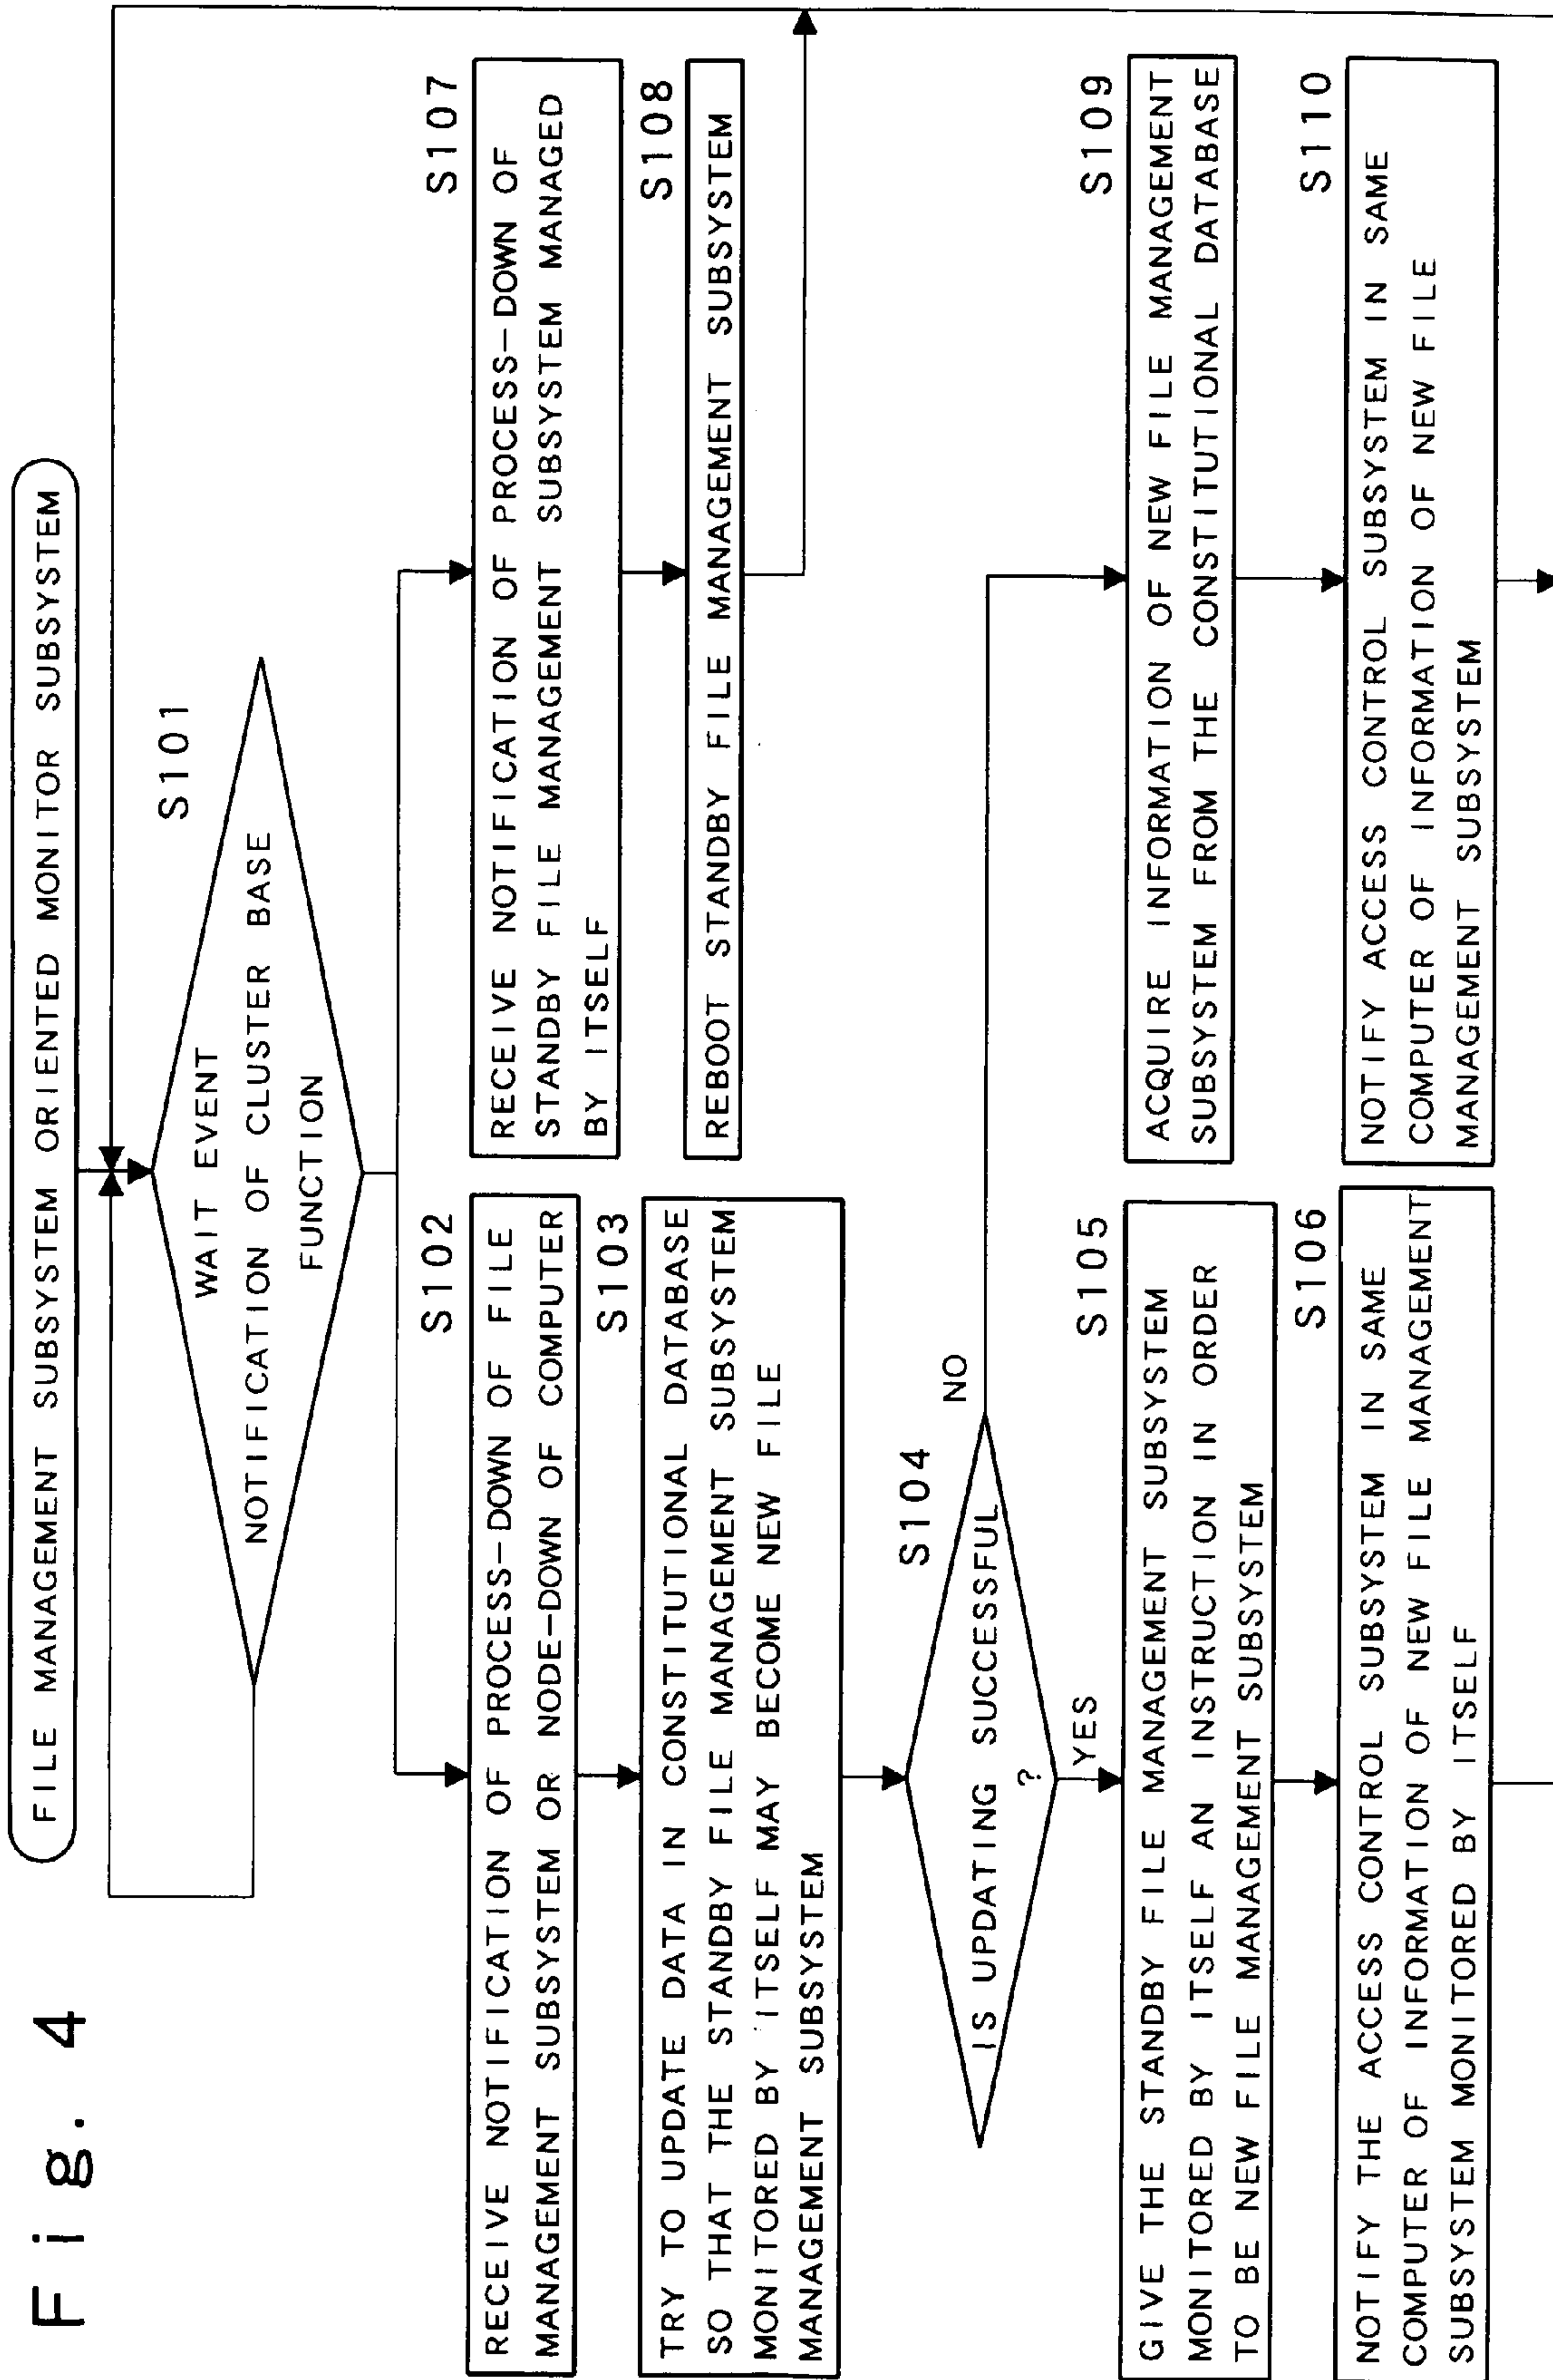 Fig. 4
FILE MANAGEMENT SUBSYSTEM ORIENTED MONITOR SUBSYSTEM
S101
WAIT EVENT
NOTIFICATION OF CLUSTER BASE
FUNCTION
S102
RECEIVE NOTIFICATION OF PROCESS-DOWN OF FILE
MANAGEMENT SUBSYSTEM OR NODE-DOWN OF COMPUTER
S103
TRY TO UPDATE DATA IN CONSTITUTIONAL DATABASE
SO THAT THE STANDBY FILE MANAGEMENT SUBSYSTEM
MONITORED BY ITSELF MAY BECOME NEW FILE
MANAGEMENT SUBSYSTEM
S104
IS UPDATING SUCCESSFUL
?
NO
YES
S105
GIVE THE STANDBY FILE MANAGEMENT SUBSYSTEM
MONITORED BY ITSELF AN INSTRUCTION IN ORDER
TO BE NEW FILE MANAGEMENT SUBSYSTEM
S106
NOTIFY THE ACCESS CONTROL SUBSYSTEM IN SAME
COMPUTER OF INFORMATION OF NEW FILE MANAGEMENT
SUBSYSTEM MONITORED BY ITSELF
S107
RECEIVE NOTIFICATION OF PROCESS-DOWN OF
STANDBY FILE MANAGEMENT SUBSYSTEM MANAGED
BY ITSELF
S108
REBOOT STANDBY FILE MANAGEMENT SUBSYSTEM
S109
ACQUIRE INFORMATION OF NEW FILE MANAGEMENT
SUBSYSTEM FROM THE CONSTITUTIONAL DATABASE
S110
NOTIFY ACCESS CONTROL SUBSYSTEM IN SAME
COMPUTER OF INFORMATION OF NEW FILE
MANAGEMENT SUBSYSTEM